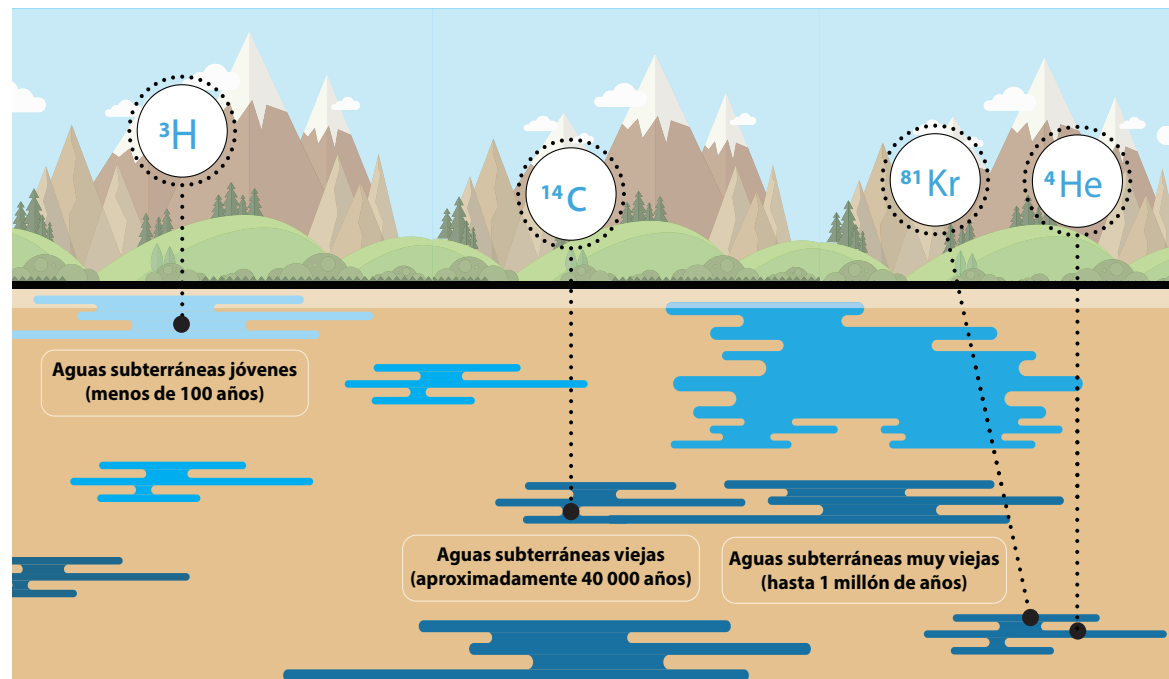 ³H
¹⁴C
⁸¹Kr
⁴He
Aguas subterráneas jóvenes
(menos de 100 años)
Aguas subterráneas viejas
(aproximadamente 40 000 años)
Aguas subterráneas muy viejas
(hasta 1 millón de años)